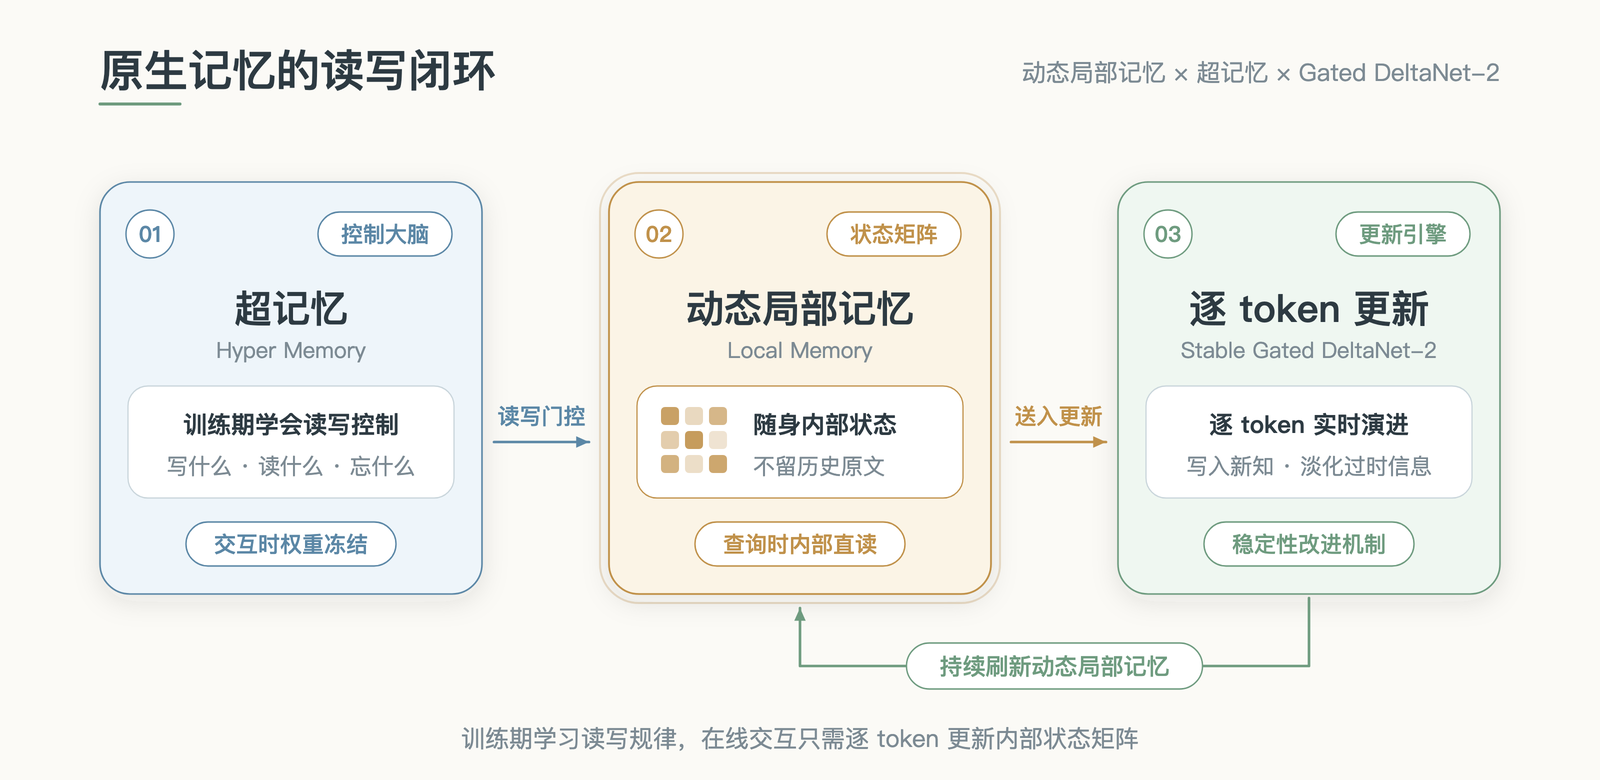 原生记忆的读写闭环
动态局部记忆 × 超记忆 × Gated DeltaNet-2
01
控制大脑
超记忆
Hyper Memory
训练期学会读写控制
写什么 · 读什么 · 忘什么
交互时权重冻结
读写门控
02
状态矩阵
动态局部记忆
Local Memory
随身内部状态
不留历史原文
查询时内部直读
送入更新
03
更新引擎
逐 token 更新
Stable Gated DeltaNet-2
逐 token 实时演进
写入新知 · 淡化过时信息
稳定性改进机制
持续刷新动态局部记忆
训练期学习读写规律，在线交互只需逐 token 更新内部状态矩阵